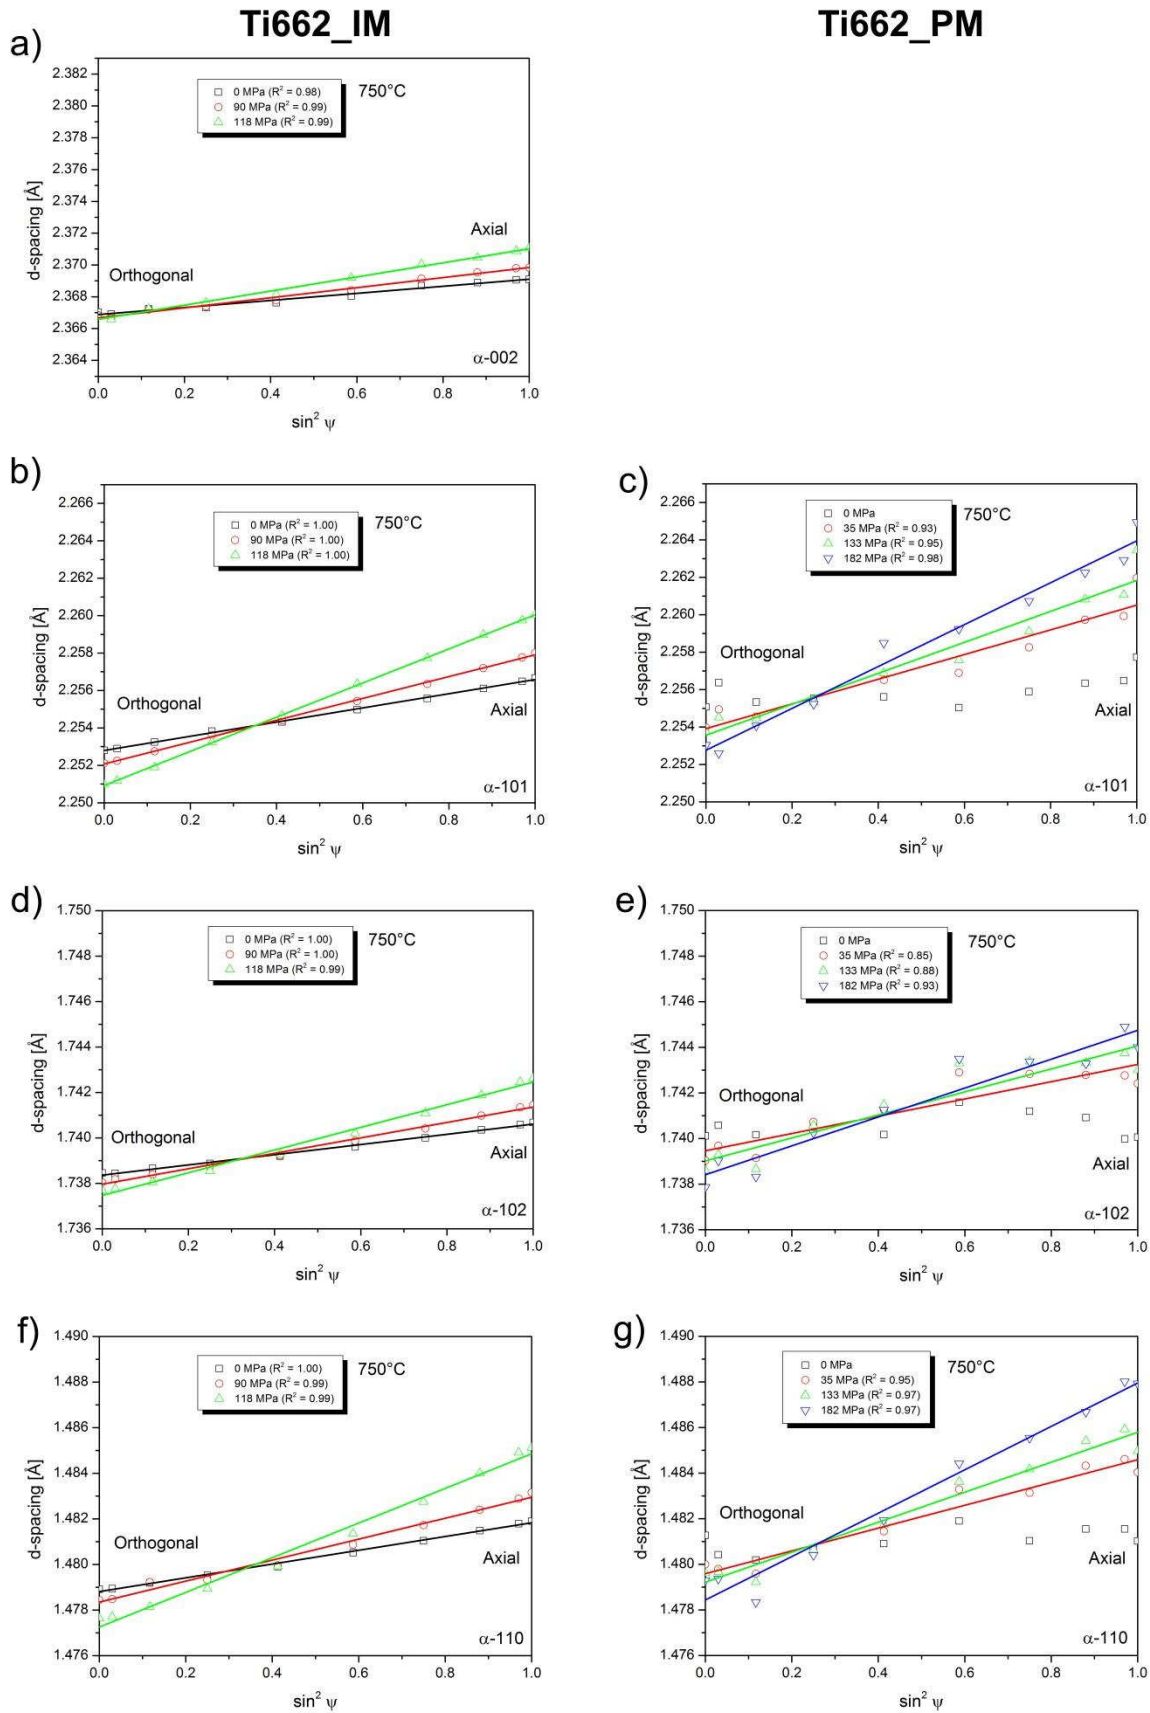 Ti662_IM
Ti662_PM
a)
2.382
2.380
2.378
2.376
2.374
2.372
2.370
2.368
2.366
2.364
d-spacing [Å]
0 MPa (R² = 0.98)
90 MPa (R² = 0.99)
118 MPa (R² = 0.99)
750°C
Orthogonal
Axial
α-002
0.0 0.2 0.4 0.6 0.8 1.0
sin² ψ
b)
2.266
2.264
2.262
2.260
2.258
2.256
2.254
2.252
2.250
d-spacing [Å]
0 MPa (R² = 1.00)
90 MPa (R² = 1.00)
118 MPa (R² = 1.00)
750°C
Orthogonal
Axial
α-101
0.0 0.2 0.4 0.6 0.8 1.0
sin² ψ
c)
2.266
2.264
2.262
2.260
2.258
2.256
2.254
2.252
2.250
d-spacing [Å]
0 MPa
35 MPa (R² = 0.93)
133 MPa (R² = 0.95)
182 MPa (R² = 0.98)
750°C
Orthogonal
Axial
α-101
0.0 0.2 0.4 0.6 0.8 1.0
sin² ψ
d)
1.750
1.748
1.746
1.744
1.742
1.740
1.738
1.736
d-spacing [Å]
0 MPa (R² = 1.00)
90 MPa (R² = 1.00)
118 MPa (R² = 0.99)
750°C
Orthogonal
Axial
α-102
0.0 0.2 0.4 0.6 0.8 1.0
sin² ψ
e)
1.750
1.748
1.746
1.744
1.742
1.740
1.738
1.736
d-spacing [Å]
0 MPa
35 MPa (R² = 0.85)
133 MPa (R² = 0.88)
182 MPa (R² = 0.93)
750°C
Orthogonal
Axial
α-102
0.0 0.2 0.4 0.6 0.8 1.0
sin² ψ
f)
1.490
1.488
1.486
1.484
1.482
1.480
1.478
1.476
d-spacing [Å]
0 MPa (R² = 1.00)
90 MPa (R² = 0.99)
118 MPa (R² = 0.99)
750°C
Orthogonal
Axial
α-110
0.0 0.2 0.4 0.6 0.8 1.0
sin² ψ
g)
1.490
1.488
1.486
1.484
1.482
1.480
1.478
1.476
d-spacing [Å]
0 MPa
35 MPa (R² = 0.95)
133 MPa (R² = 0.97)
182 MPa (R² = 0.97)
750°C
Orthogonal
Axial
α-110
0.0 0.2 0.4 0.6 0.8 1.0
sin² ψ